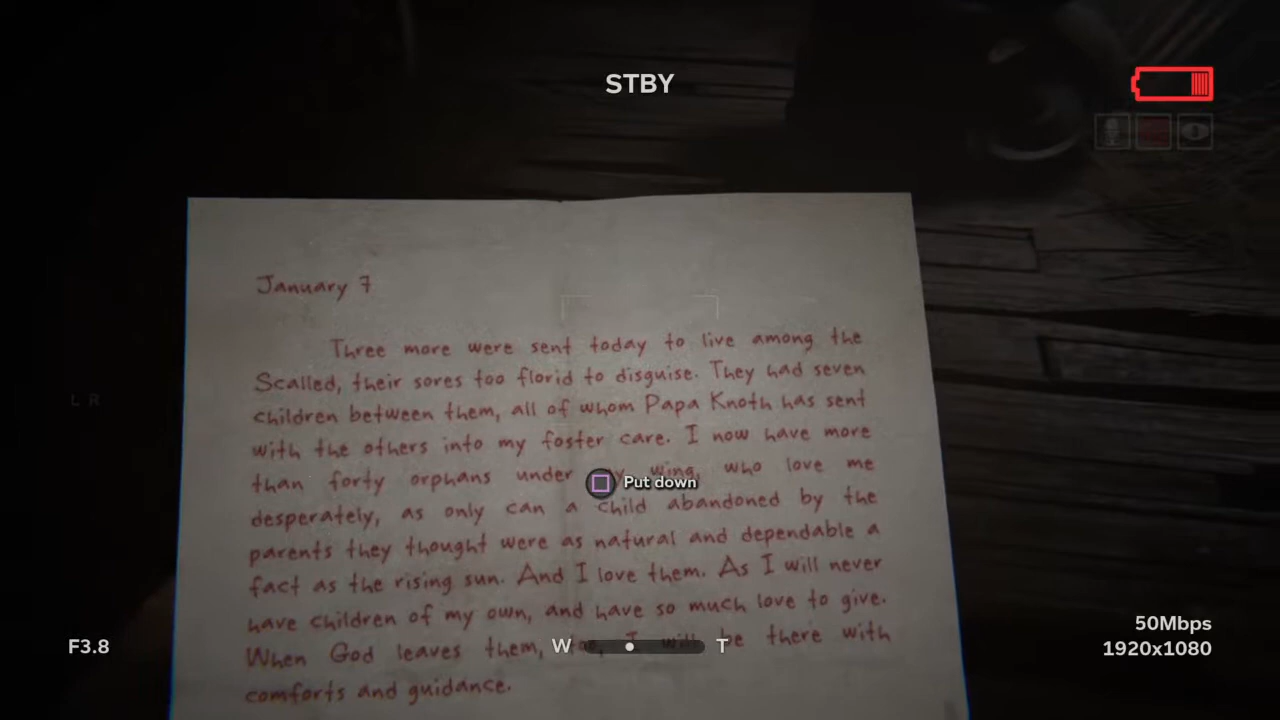 STBY
January 7
Three more were sent today to live among the
Scalled, their sores too florid to disguise. They had seven
children between them, all of whom Papa Knoth has sent
with the others into my foster care. I now have more
than forty orphans under wing, who love me
Put down
desperately, as only can a child abandoned by the
parents they thought were as natural and dependable a
fact as the rising sun. And I love them. As I will never
have children of my own, and have so much love to give.
When God leaves them, I will be there with
comforts and guidance.
L R
F3.8
W T
50Mbps
1920x1080